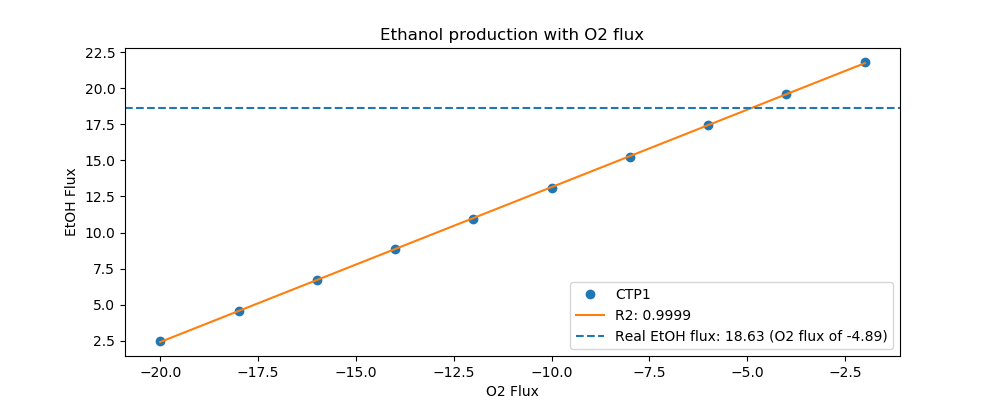 Ethanol production with O2 flux
EtOH Flux
22.5
20.0
17.5
15.0
12.5
10.0
7.5
5.0
2.5
CTP1
R2: 0.9999
Real EtOH flux: 18.63 (O2 flux of -4.89)
−20.0 −17.5 −15.0 −12.5 −10.0 −7.5 −5.0 −2.5
O2 Flux